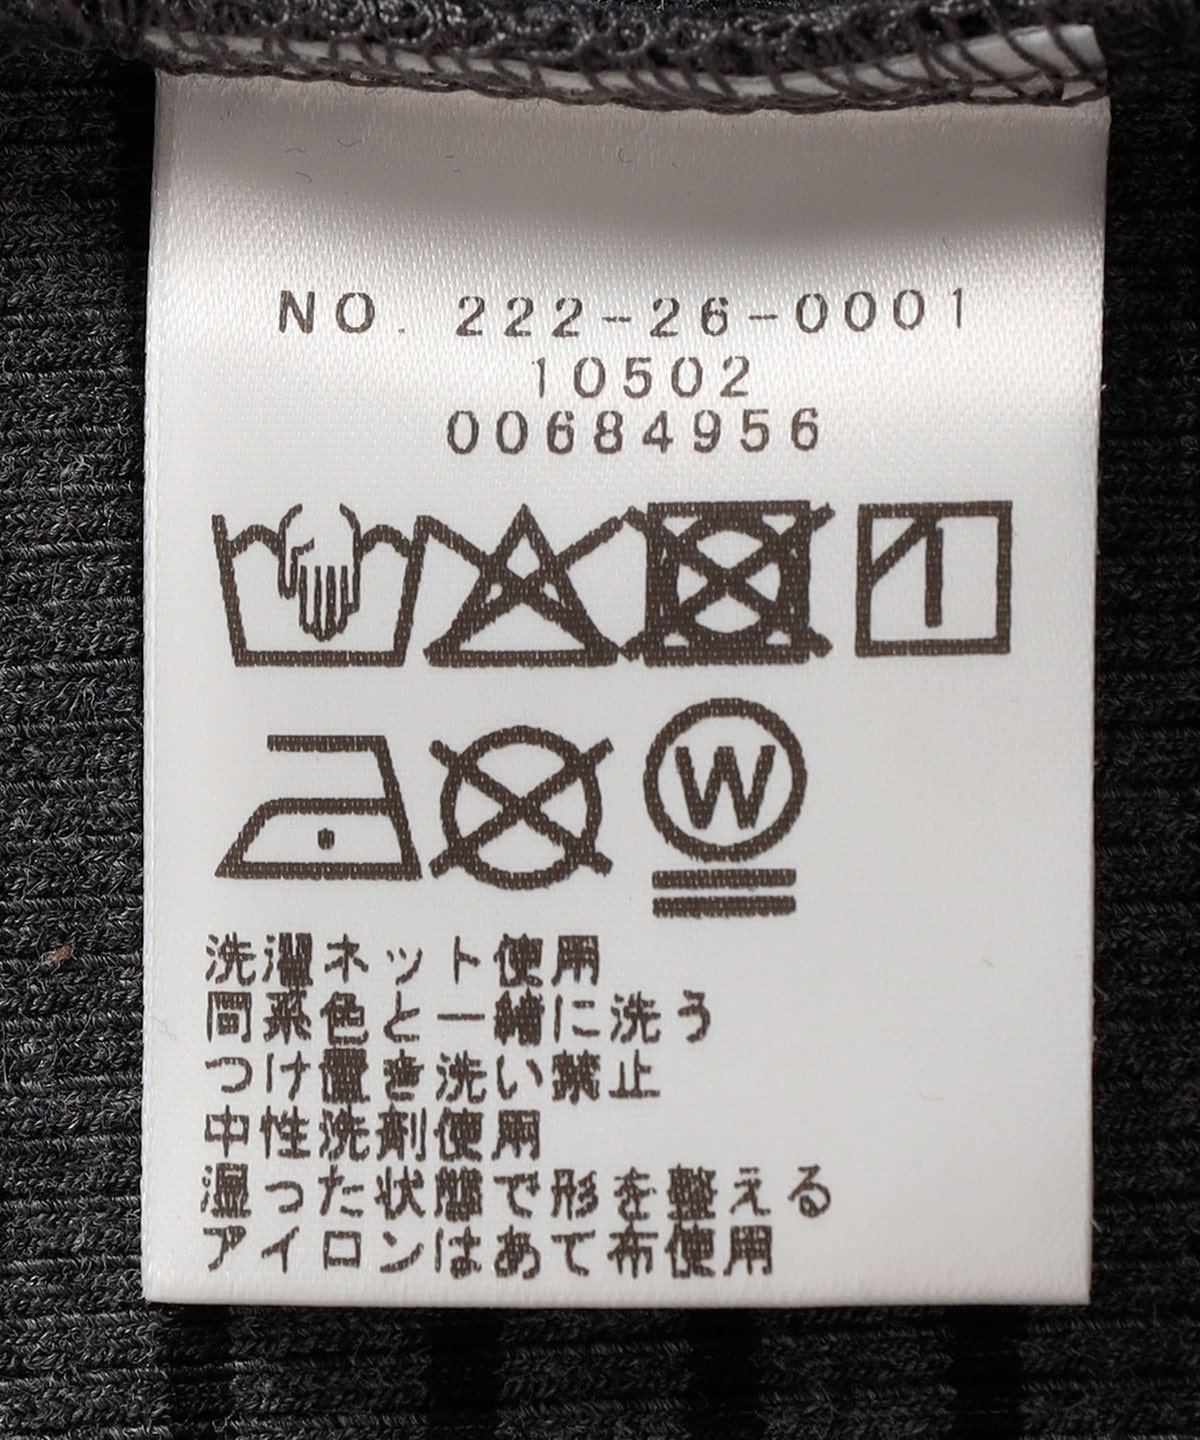 NO. 222-26-0001
10502
00684956
W
洗濯ネット使用
同系色と一緒に洗う
つけ置き洗い禁止
中性洗剤使用
湿った状態で形を整える
アイロンはあて布使用